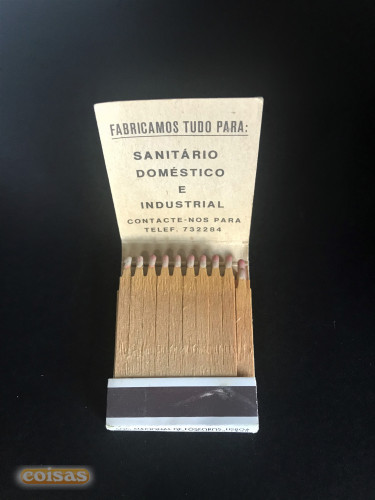 FABRICAMOS TUDO PARA:
SANITÁRIO
DOMÉSTICO
E
INDUSTRIAL
CONTACTE-NOS PARA
TELEF. 732284
coisas